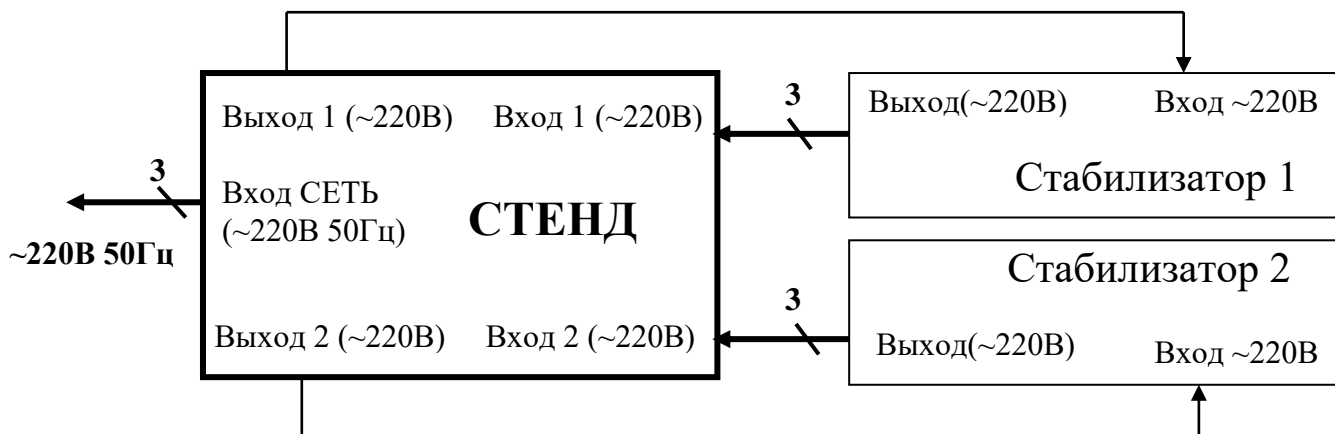 3
Выход(~220В)
Вход ~220В
Выход 1 (~220В)
Вход 1 (~220В)
3
Вход СЕТЬ
(~220В 50Гц)
СТЕНД
Стабилизатор 1
~220В 50Гц
Стабилизатор 2
3
Выход 2 (~220В)
Вход 2 (~220В)
Выход(~220В)
Вход ~220В